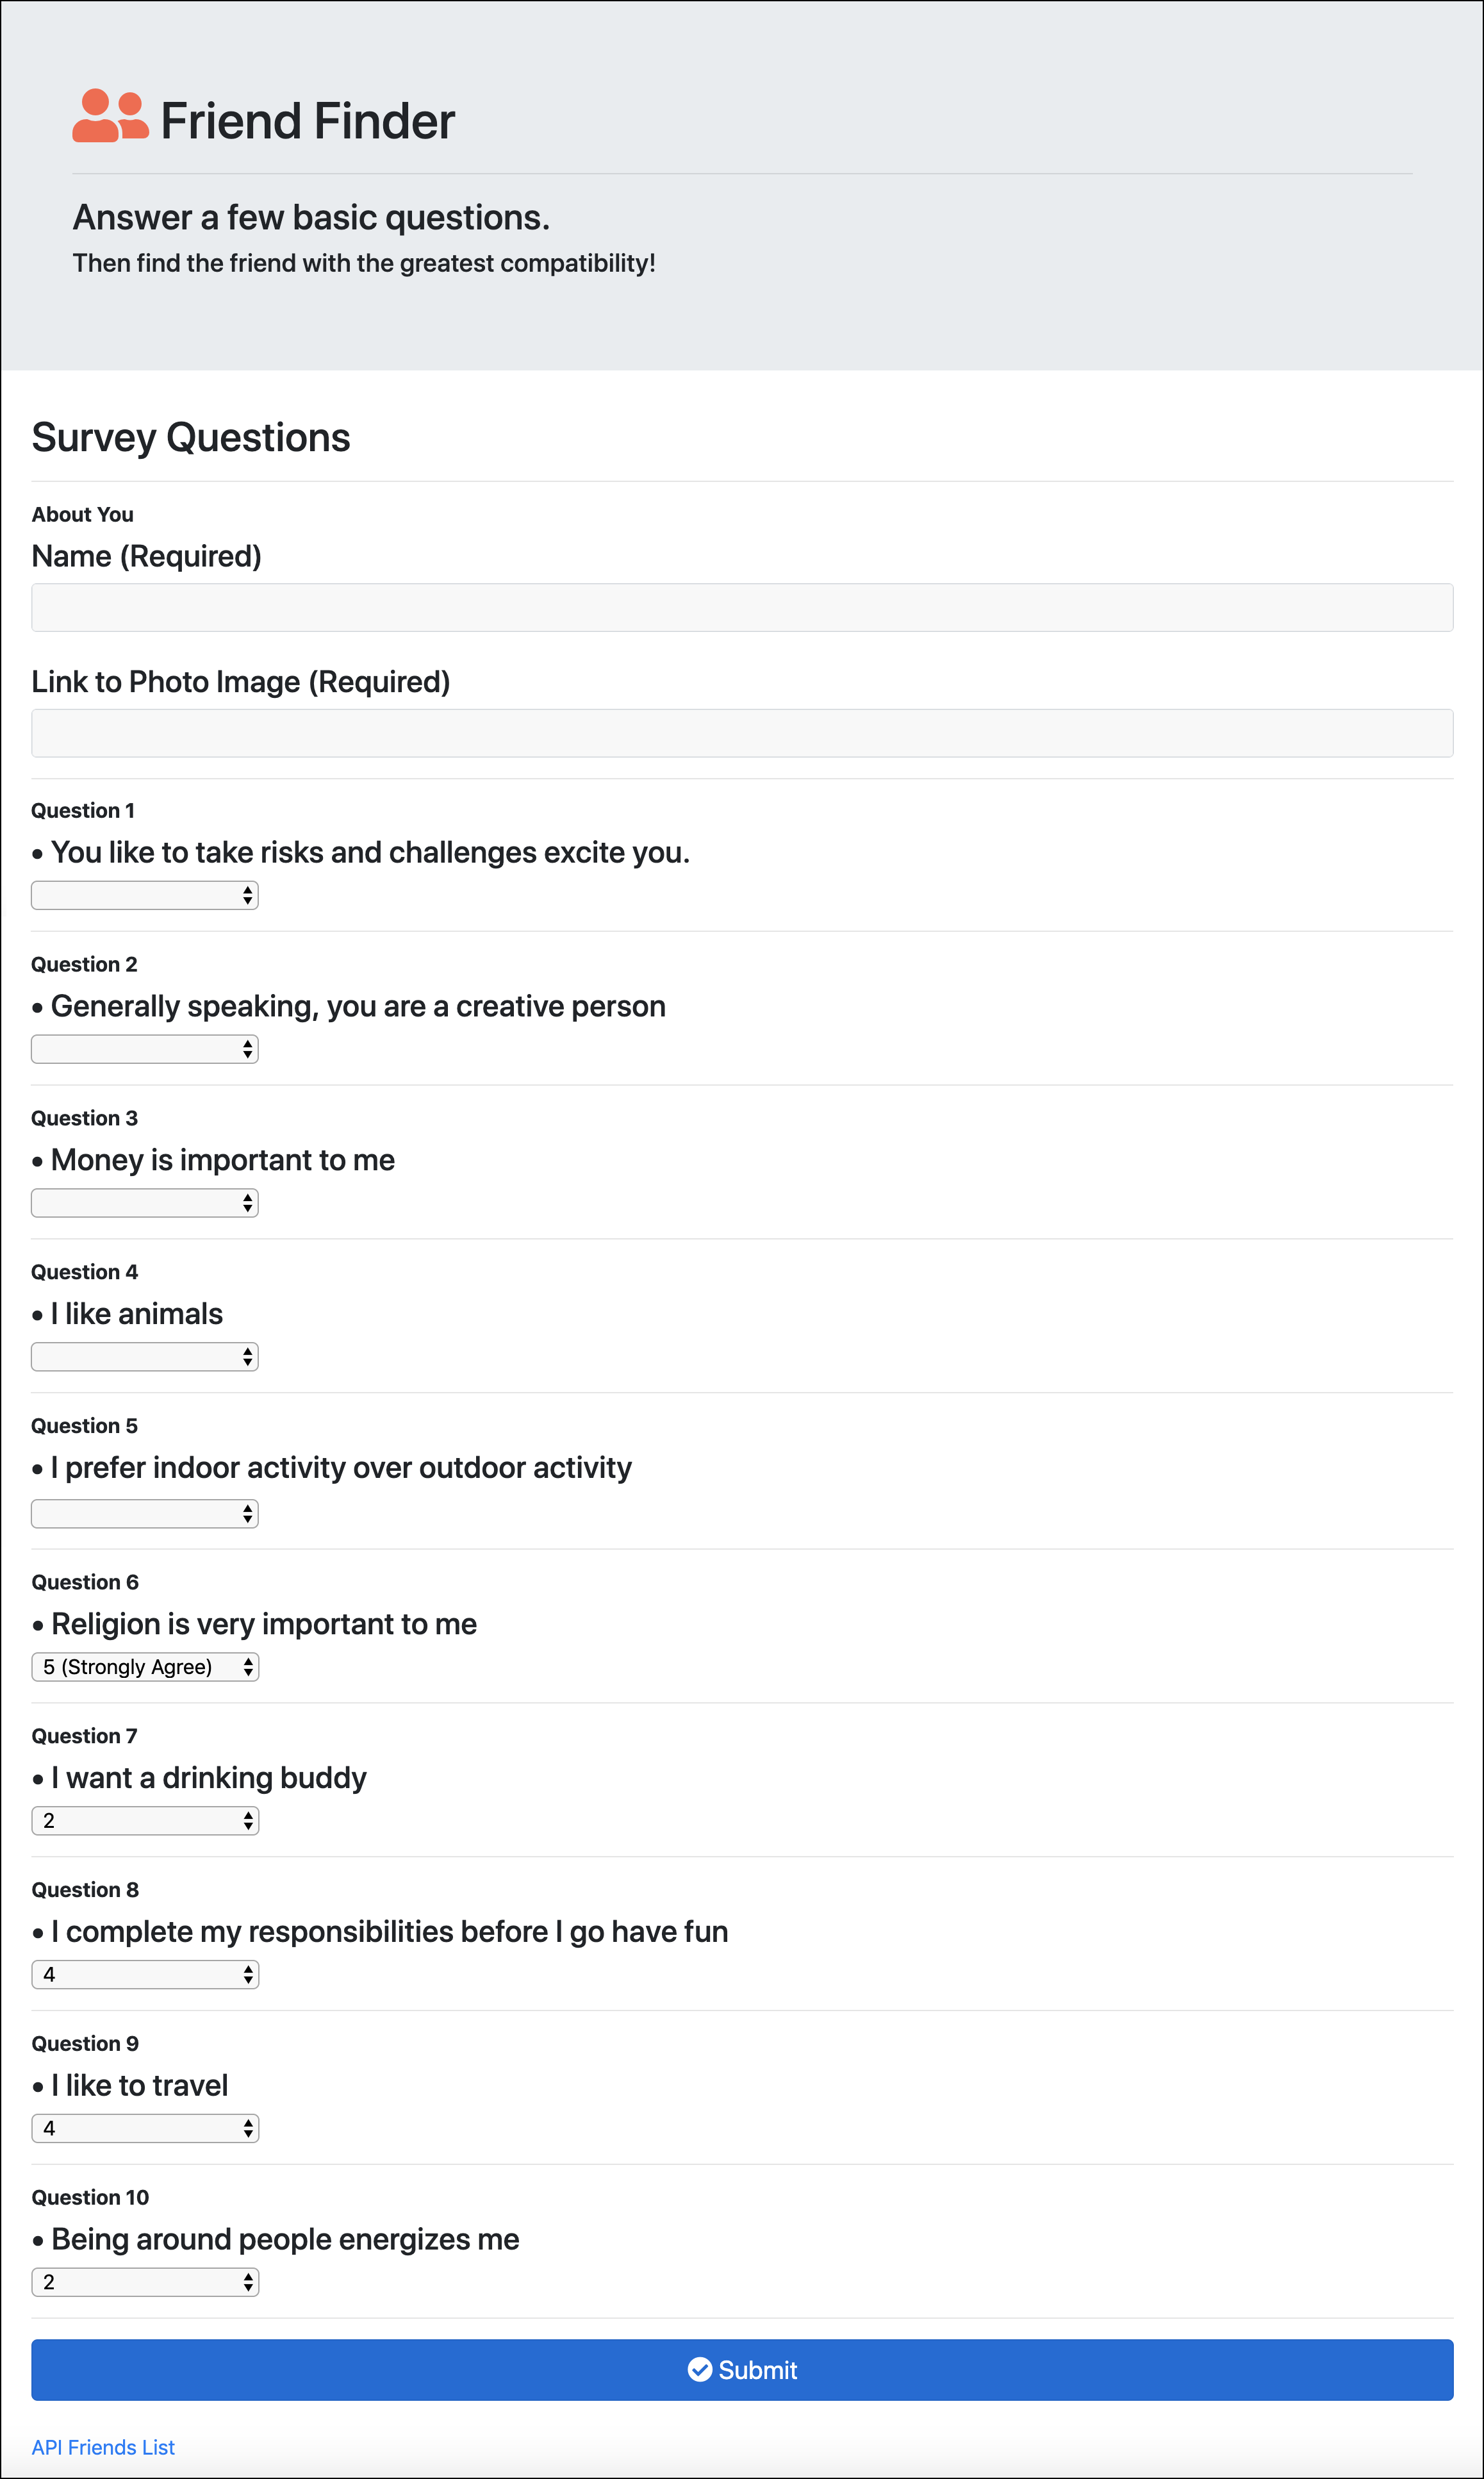 Friend Finder
Answer a few basic questions.
Then find the friend with the greatest compatibility!
Survey Questions
About You
Name (Required)
Link to Photo Image (Required)
Question 1
• You like to take risks and challenges excite you.
Question 2
• Generally speaking, you are a creative person
Question 3
• Money is important to me
Question 4
• I like animals
Question 5
• I prefer indoor activity over outdoor activity
Question 6
• Religion is very important to me
5 (Strongly Agree)
Question 7
• I want a drinking buddy
2
Question 8
• I complete my responsibilities before I go have fun
4
Question 9
• I like to travel
4
Question 10
• Being around people energizes me
2
Submit
API Friends List